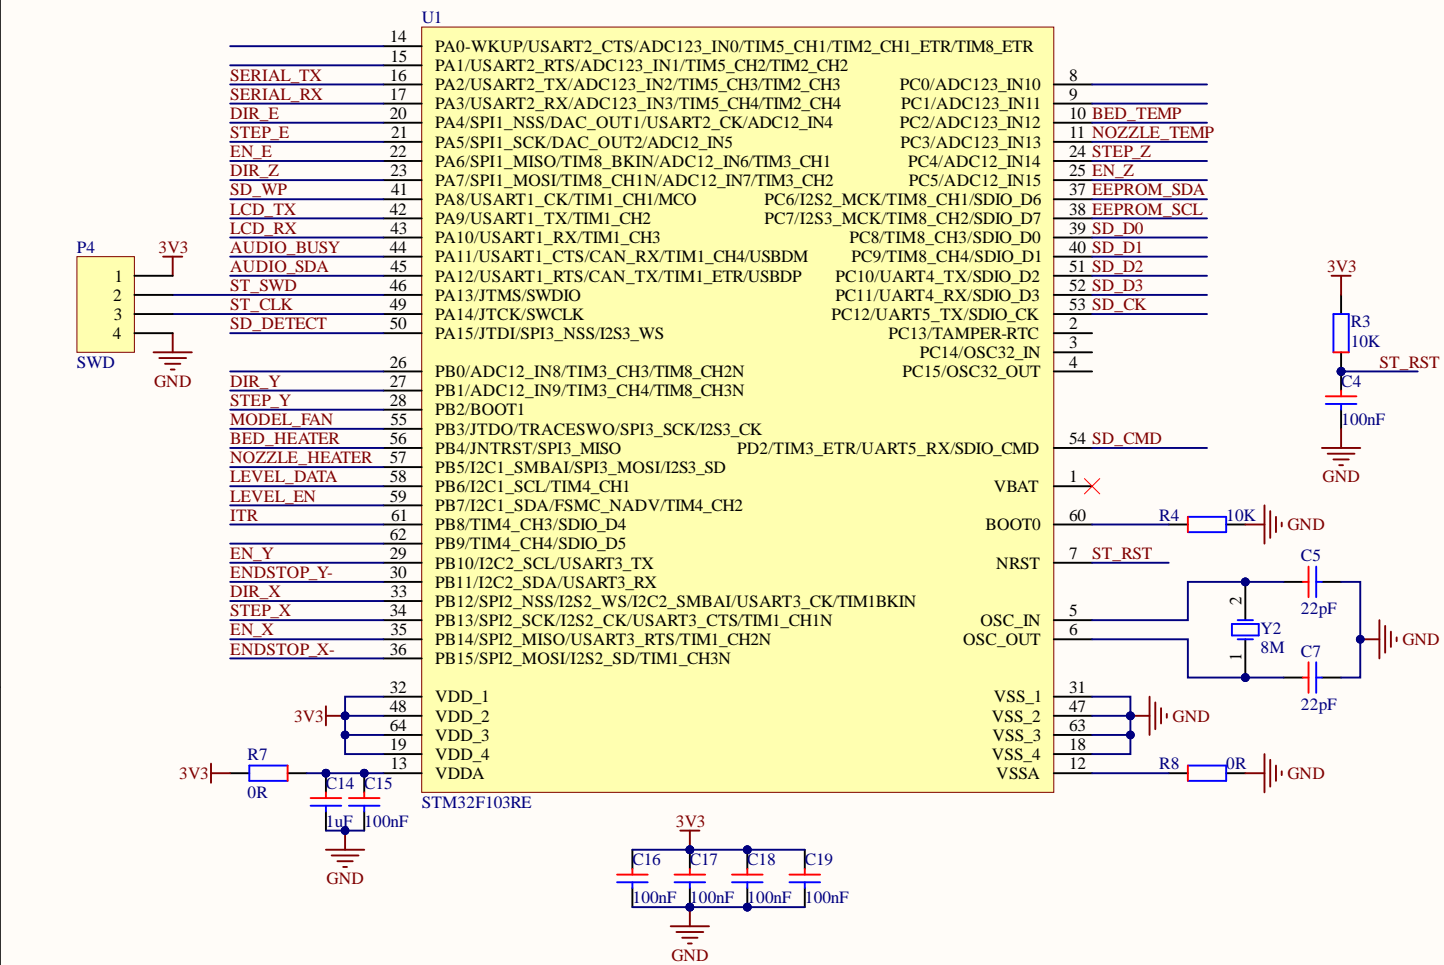 U1
14 PA0-WKUP/USART2_CTS/ADC123_IN0/TIM5_CH1/TIM2_CH1_ETR/TIM8_ETR
15 PA1/USART2_RTS/ADC123_IN1/TIM5_CH2/TIM2_CH2
SERIAL_TX 16 PA2/USART2_TX/ADC123_IN2/TIM5_CH3/TIM2_CH3
SERIAL_RX 17 PA3/USART2_RX/ADC123_IN3/TIM5_CH4/TIM2_CH4
DIR_E 20 PA4/SPI1_NSS/DAC_OUT1/USART2_CK/ADC12_IN4
STEP_E 21 PA5/SPI1_SCK/DAC_OUT2/ADC12_IN5
EN_E 22 PA6/SPI1_MISO/TIM8_BKIN/ADC12_IN6/TIM3_CH1
DIR_Z 23 PA7/SPI1_MOSI/TIM8_CH1N/ADC12_IN7/TIM3_CH2
SD_WP 41 PA8/USART1_CK/TIM1_CH1/MCO
LCD_TX 42 PA9/USART1_TX/TIM1_CH2
LCD_RX 43 PA10/USART1_RX/TIM1_CH3
AUDIO_BUSY 44 PA11/USART1_CTS/CAN_RX/TIM1_CH4/USBDM
AUDIO_SDA 45 PA12/USART1_RTS/CAN_TX/TIM1_ETR/USBDP
ST_SWD 46 PA13/JTMS/SWDIO
ST_CLK 49 PA14/JTCK/SWCLK
SD_DETECT 50 PA15/JTDI/SPI3_NSS/I2S3_WS
P4
3V3
1
2
3
4
SWD
GND
26 PB0/ADC12_IN8/TIM3_CH3/TIM8_CH2N
DIR_Y 27 PB1/ADC12_IN9/TIM3_CH4/TIM8_CH3N
STEP_Y 28 PB2/BOOT1
MODEL_FAN 55 PB3/JTDO/TRACESWO/SPI3_SCK/I2S3_CK
BED_HEATER 56 PB4/JNTRST/SPI3_MISO
NOZZLE_HEATER 57 PB5/I2C1_SMBAI/SPI3_MOSI/I2S3_SD
LEVEL_DATA 58 PB6/I2C1_SCL/TIM4_CH1
LEVEL_EN 59 PB7/I2C1_SDA/FSMC_NADV/TIM4_CH2
ITR 61 PB8/TIM4_CH3/SDIO_D4
62 PB9/TIM4_CH4/SDIO_D5
EN_Y 29 PB10/I2C2_SCL/USART3_TX
ENDSTOP_Y- 30 PB11/I2C2_SDA/USART3_RX
DIR_X 33 PB12/SPI2_NSS/I2S2_WS/I2C2_SMBAI/USART3_CK/TIM1BKIN
STEP_X 34 PB13/SPI2_SCK/I2S2_CK/USART3_CTS/TIM1_CH1N
EN_X 35 PB14/SPI2_MISO/USART3_RTS/TIM1_CH2N
ENDSTOP_X- 36 PB15/SPI2_MOSI/I2S2_SD/TIM1_CH3N
32 VDD_1
3V3 48 VDD_2
64 VDD_3
19 VDD_4
13 VDDA
3V3 R7 0R
C14 1uF
C15 100nF
GND
STM32F103RE
PC0/ADC123_IN10 8
PC1/ADC123_IN11 9
PC2/ADC123_IN12 10 BED_TEMP
PC3/ADC123_IN13 11 NOZZLE_TEMP
PC4/ADC12_IN14 24 STEP_Z
PC5/ADC12_IN15 25 EN_Z
PC6/I2S2_MCK/TIM8_CH1/SDIO_D6 37 EEPROM_SDA
PC7/I2S3_MCK/TIM8_CH2/SDIO_D7 38 EEPROM_SCL
PC8/TIM8_CH3/SDIO_D0 39 SD_D0
PC9/TIM8_CH4/SDIO_D1 40 SD_D1
PC10/UART4_TX/SDIO_D2 51 SD_D2
PC11/UART4_RX/SDIO_D3 52 SD_D3
PC12/UART5_TX/SDIO_CK 53 SD_CK
PC13/TAMPER-RTC 2
PC14/OSC32_IN 3
PC15/OSC32_OUT 4
PD2/TIM3_ETR/UART5_RX/SDIO_CMD 54 SD_CMD
VBAT 1
BOOT0 60 R4 10K GND
NRST 7 ST_RST
OSC_IN 5
OSC_OUT 6
2
Y2
8M
1
C5
22pF
C7
22pF
GND
VSS_1 31
VSS_2 47 GND
VSS_3 63
VSS_4 18
VSSA 12 R8 0R GND
3V3
R3
10K
ST_RST
C4
100nF
GND
3V3
C16 C17 C18 C19
100nF 100nF 100nF 100nF
GND